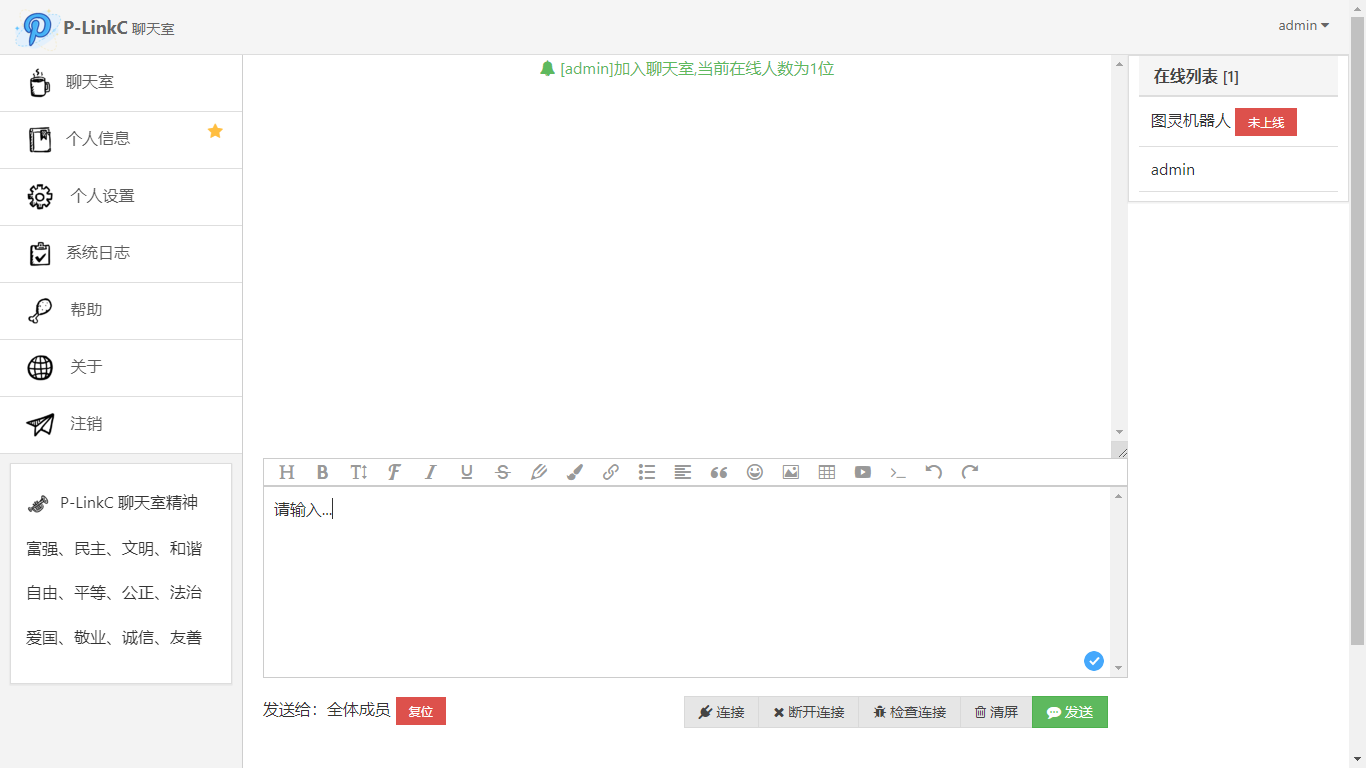 P-LinkC 聊天室
admin
聊天室
个人信息
个人设置
系统日志
帮助
关于
注销
P-LinkC 聊天室精神
富强、民主、文明、和谐
自由、平等、公正、法治
爱国、敬业、诚信、友善
[admin]加入聊天室,当前在线人数为1位
请输入...
发送给：全体成员 复位
连接 断开连接 检查连接 清屏 发送
在线列表 [1]
图灵机器人 未上线
admin